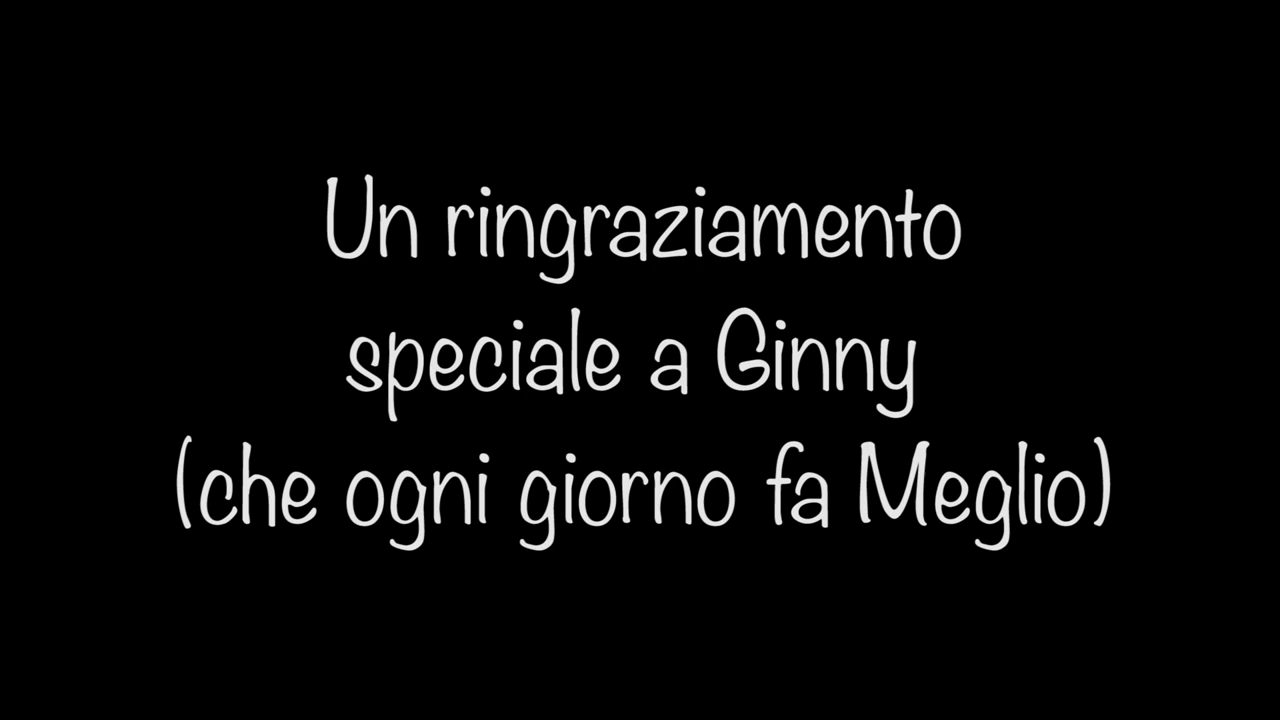 Un ringraziamento
speciale a Ginny
(che ogni giorno fa Meglio)